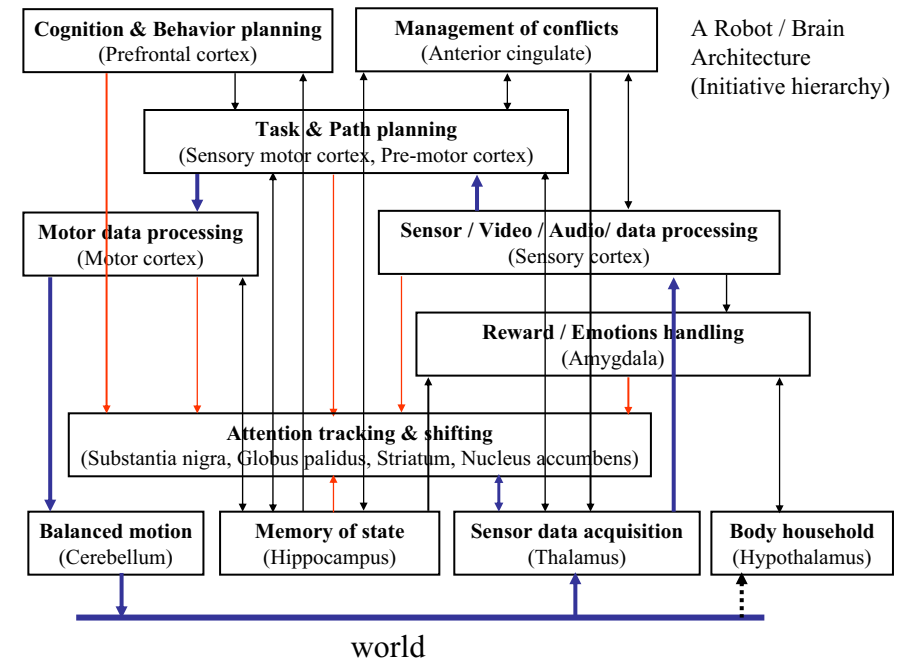 Cognition & Behavior planning
(Prefrontal cortex)
Management of conflicts
(Anterior cingulate)
A Robot / Brain
Architecture
(Initiative hierarchy)
Task & Path planning
(Sensory motor cortex, Pre-motor cortex)
Motor data processing
(Motor cortex)
Sensor / Video / Audio/ data processing
(Sensory cortex)
Reward / Emotions handling
(Amygdala)
Attention tracking & shifting
(Substantia nigra, Globus palidus, Striatum, Nucleus accumbens)
Balanced motion
(Cerebellum)
Memory of state
(Hippocampus)
Sensor data acquisition
(Thalamus)
Body household
(Hypothalamus)
world